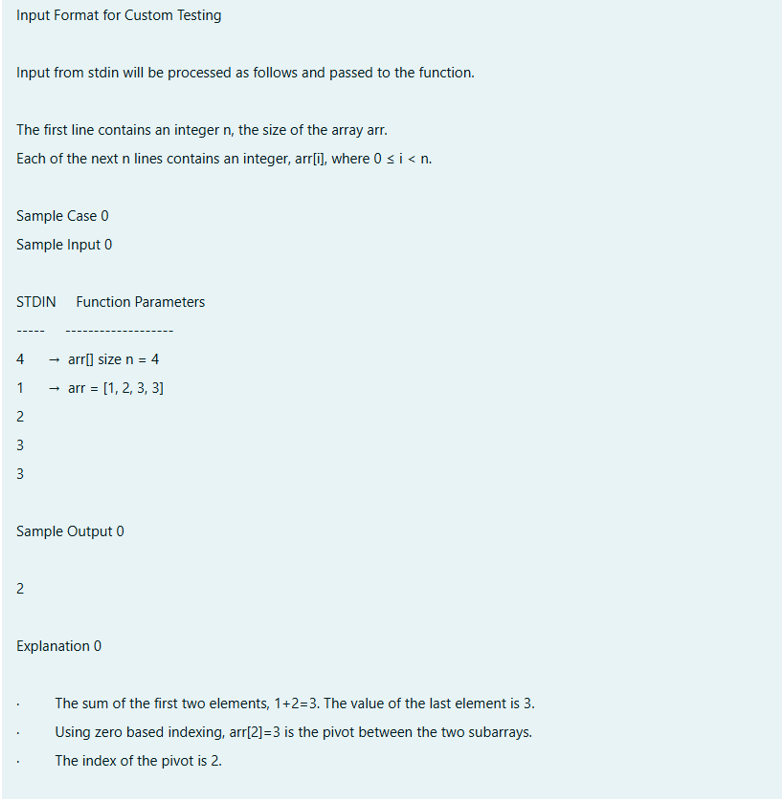 Input Format for Custom Testing
Input from stdin will be processed as follows and passed to the function.
The first line contains an integer n, the size of the array arr.
Each of the next n lines contains an integer, arr[i], where 0 ≤ i < n.
Sample Case 0
Sample Input 0
STDIN Function Parameters
----- -------------------
4 → arr[] size n = 4
1 → arr = [1, 2, 3, 3]
2
3
3
Sample Output 0
2
Explanation 0
· The sum of the first two elements, 1+2=3. The value of the last element is 3.
· Using zero based indexing, arr[2]=3 is the pivot between the two subarrays.
· The index of the pivot is 2.